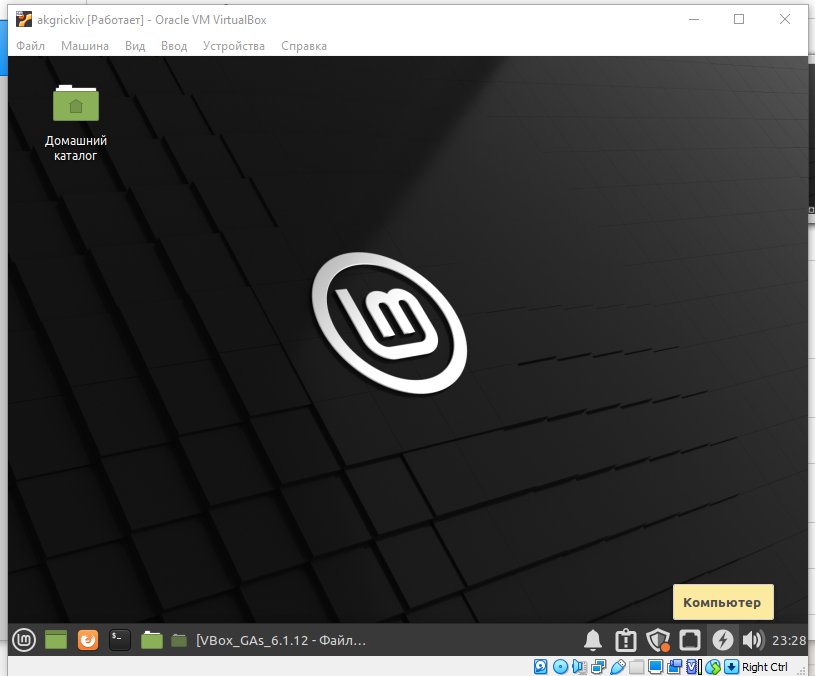 akgrickiv [Работает] - Oracle VM VirtualBox
Файл Машина Вид Ввод Устройства Справка
Домашний
каталог
Компьютер
[VBox_GAs_6.1.12 - Файл...
23:28
Right Ctrl